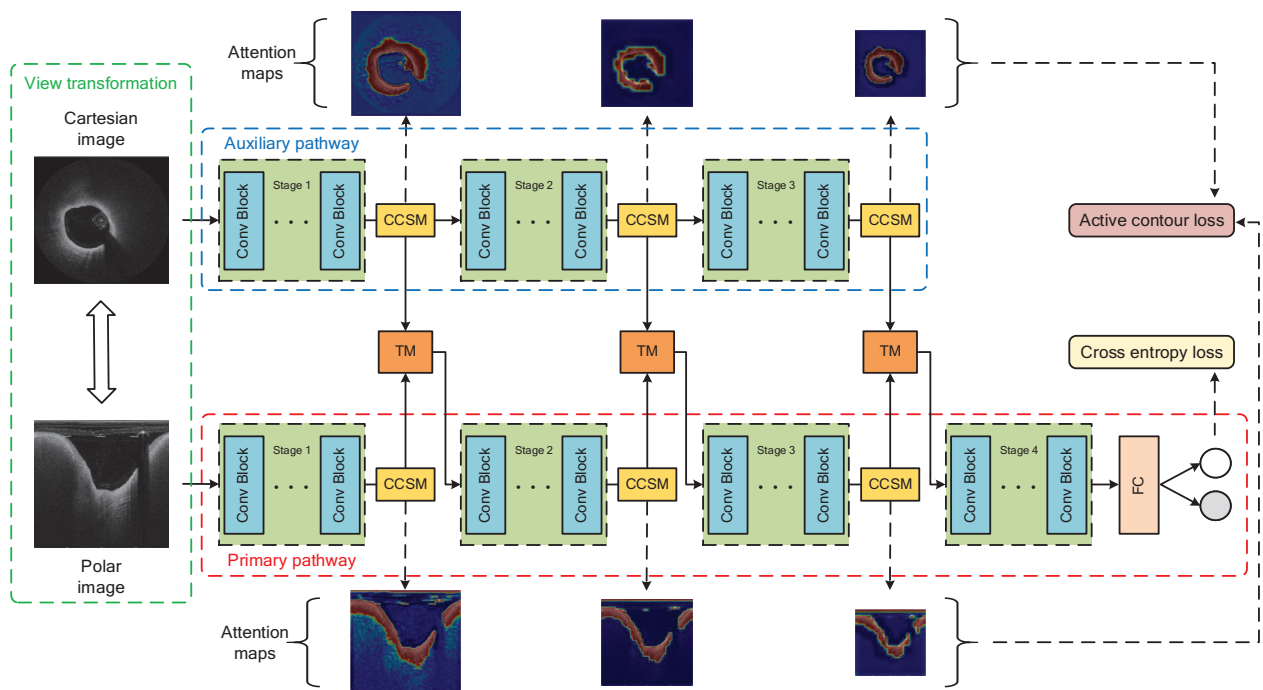 Attention
maps
View transformation
Cartesian
image
Auxiliary pathway
Stage 1
Conv Block
. . .
Conv Block
CCSM
Stage 2
Conv Block
. . .
Conv Block
CCSM
Stage 3
Conv Block
. . .
Conv Block
CCSM
Active contour loss
TM
TM
TM
Cross entropy loss
Stage 1
Conv Block
. . .
Conv Block
CCSM
Stage 2
Conv Block
. . .
Conv Block
CCSM
Stage 3
Conv Block
. . .
Conv Block
CCSM
Stage 4
Conv Block
. . .
Conv Block
FC
Primary pathway
Polar
image
Attention
maps